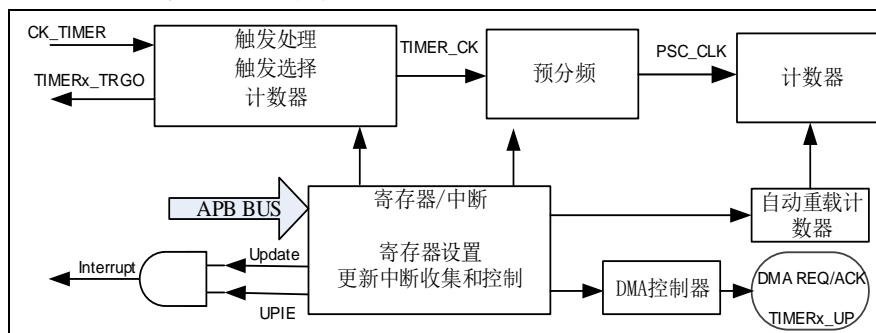 CK_TIMER
TIMERx_TRGO
触发处理
触发选择
计数器
TIMER_CK
预分频
PSC_CLK
计数器
APB BUS
寄存器/中断
寄存器设置
更新中断收集和控制
自动重载计
数器
Interrupt
Update
UPIE
DMA控制器
DMA REQ/ACK
TIMERx_UP